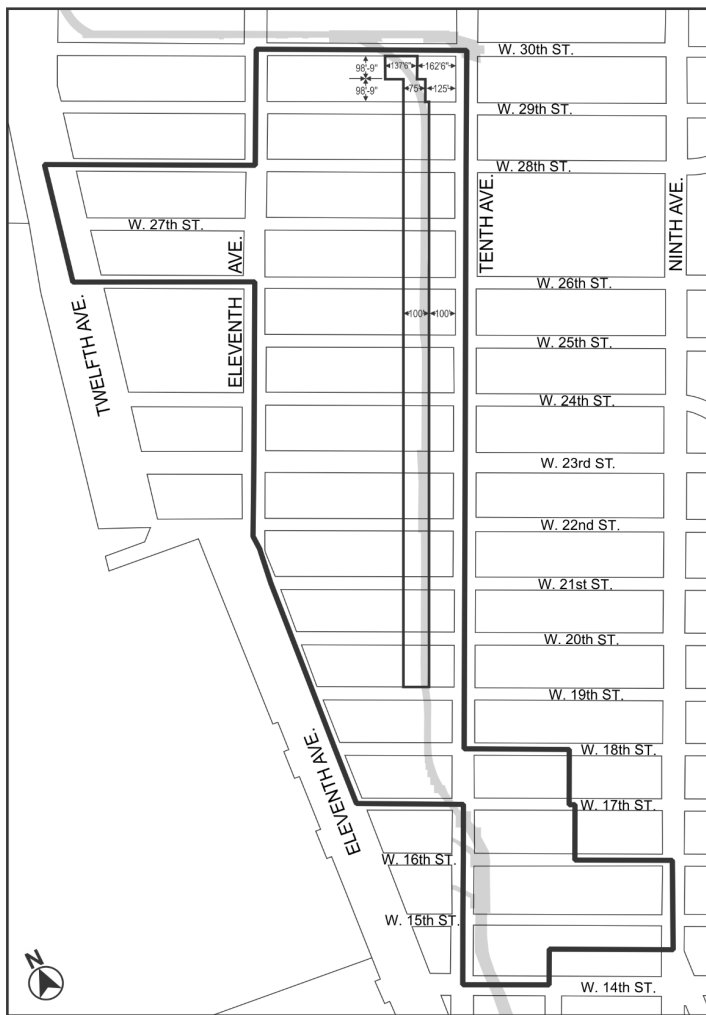 W. 30th ST.
98'-9"
137'6"
162'6"
98'-9"
75'
125'
W. 29th ST.
W. 28th ST.
TENTH AVE.
NINTH AVE.
W. 27th ST.
ELEVENTH AVE.
W. 26th ST.
TWELFTH AVE.
100'
100'
W. 25th ST.
W. 24th ST.
W. 23rd ST.
W. 22nd ST.
W. 21st ST.
W. 20th ST.
W. 19th ST.
W. 18th ST.
ELEVENTH AVE.
W. 17th ST.
W. 16th ST.
W. 15th ST.
N
W. 14th ST.